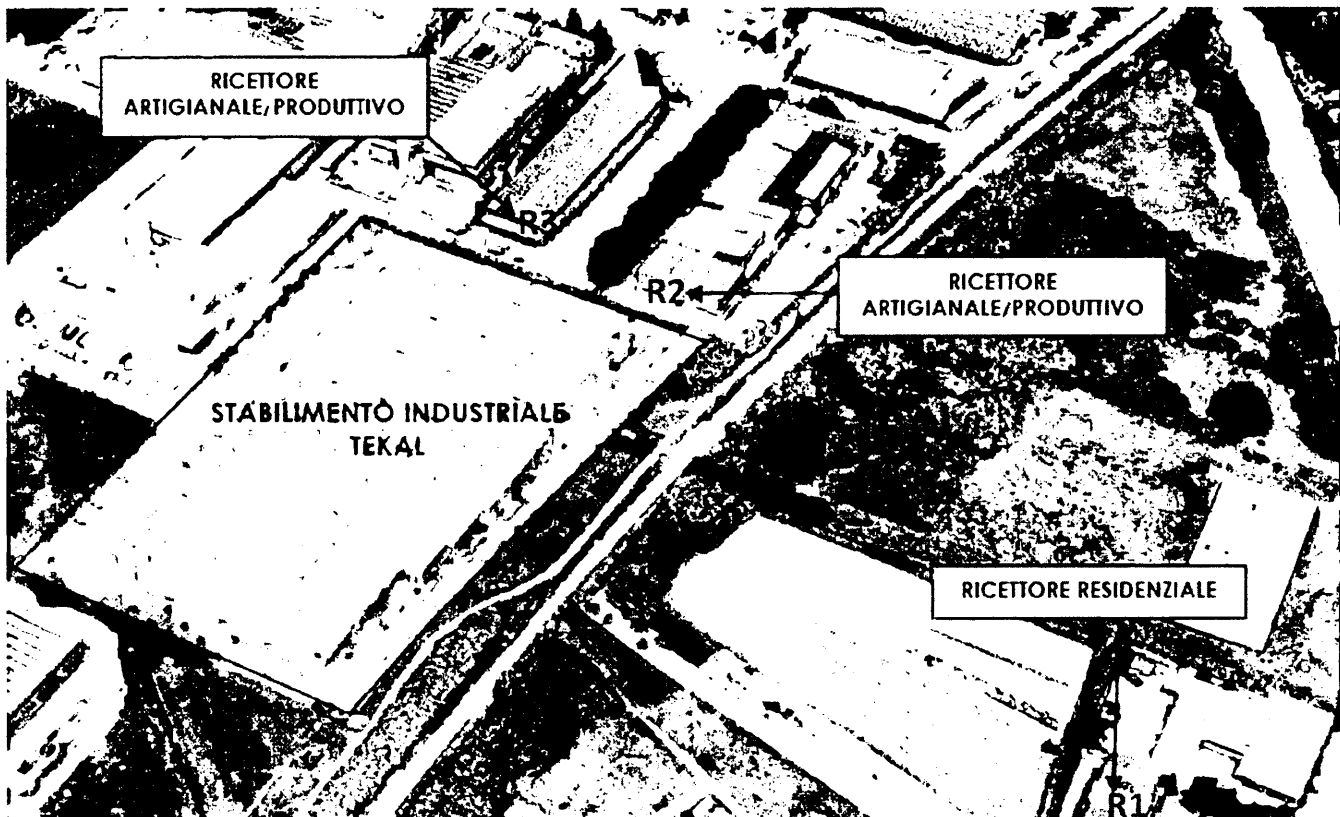 RICETTORE
ARTIGIANALE/PRODUTTIVO
R3
R2
RICETTORE
ARTIGIANALE/PRODUTTIVO
STABILIMENTO INDUSTRIALE
TEKAL
RICETTORE RESIDENZIALE
R1